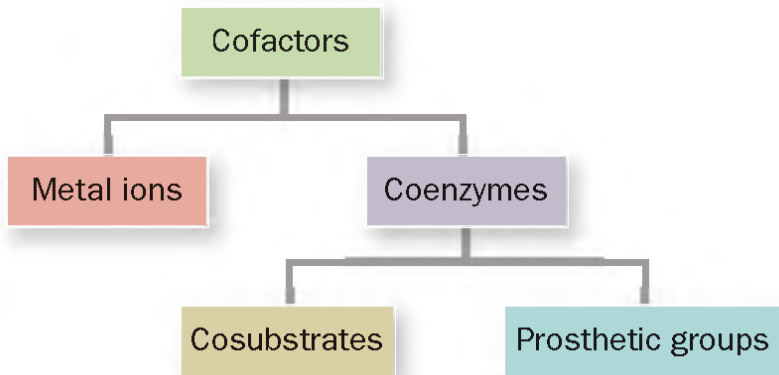 Cofactors
Metal ions
Coenzymes
Cosubstrates
Prosthetic groups